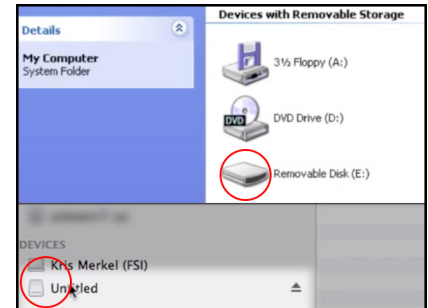 Devices with Removable Storage
Details
My Computer
System Folder
3½ Floppy (A:)
DVD
DVD Drive (D:)
Removable Disk (E:)
DEVICES
Kris Merkel (FSI)
Untitled